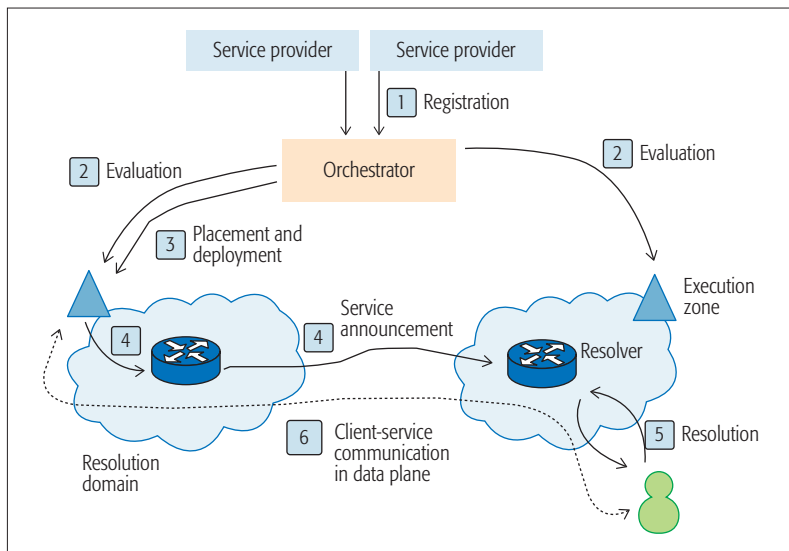 Service provider
Service provider
1 Registration
2 Evaluation
2 Evaluation
Orchestrator
3 Placement and
deployment
Execution
zone
Service
announcement
4
4
Resolver
6 Client-service
communication
in data plane
5 Resolution
Resolution
domain